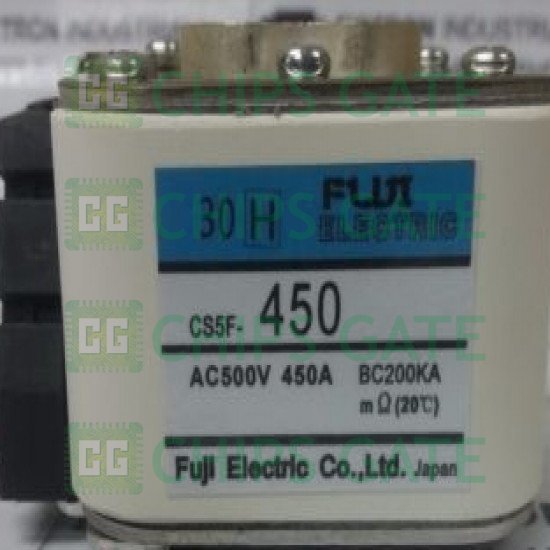 30 H FUJI
ELECTRIC
CS5F- 450
AC500V 450A BC200KA
m Ω (20℃)
Fuji Electric Co.,Ltd. Japan
CG CHIPS GATE
CG CHIPS GATE
CG CHIPS GATE
CG CHIPS GATE